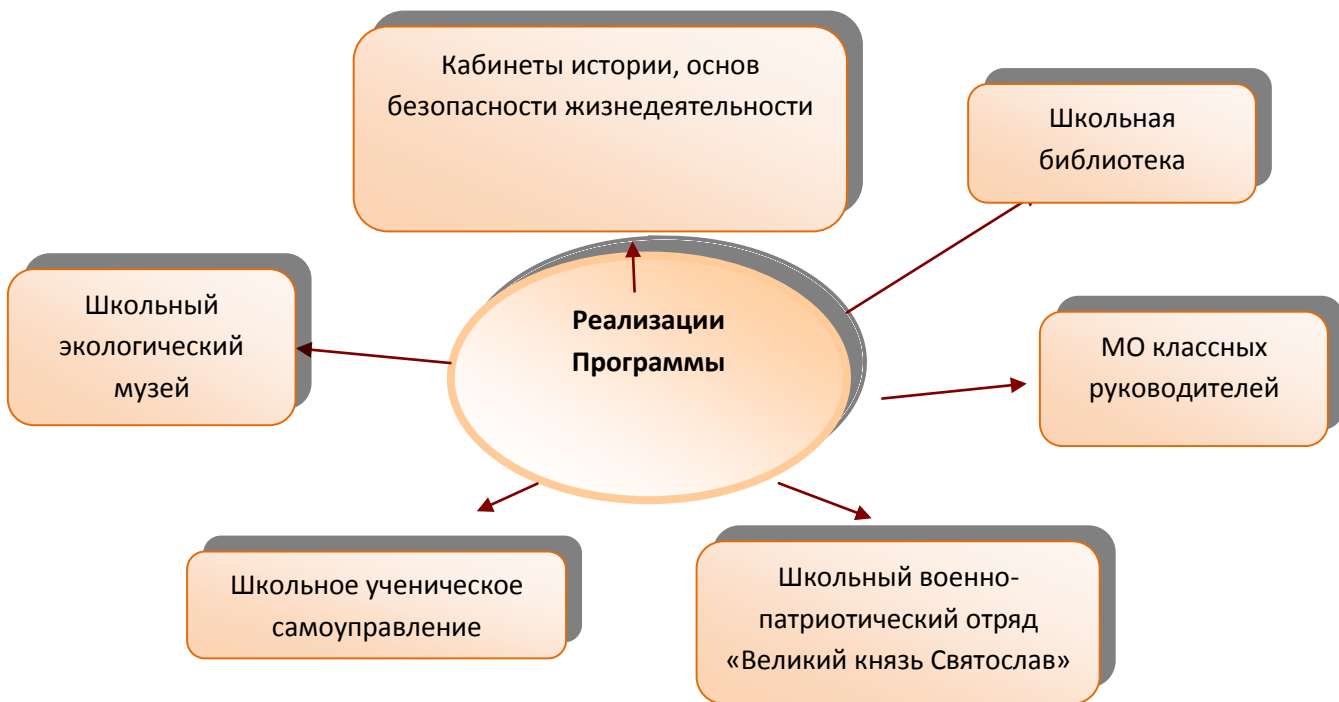 Кабинеты истории, основ
безопасности жизнедеятельности
Школьная
библиотека
Школьный
экологический
музей
Реализации
Программы
МО классных
руководителей
Школьное ученическое
самоуправление
Школьный военно-
патриотический отряд
«Великий князь Святослав»